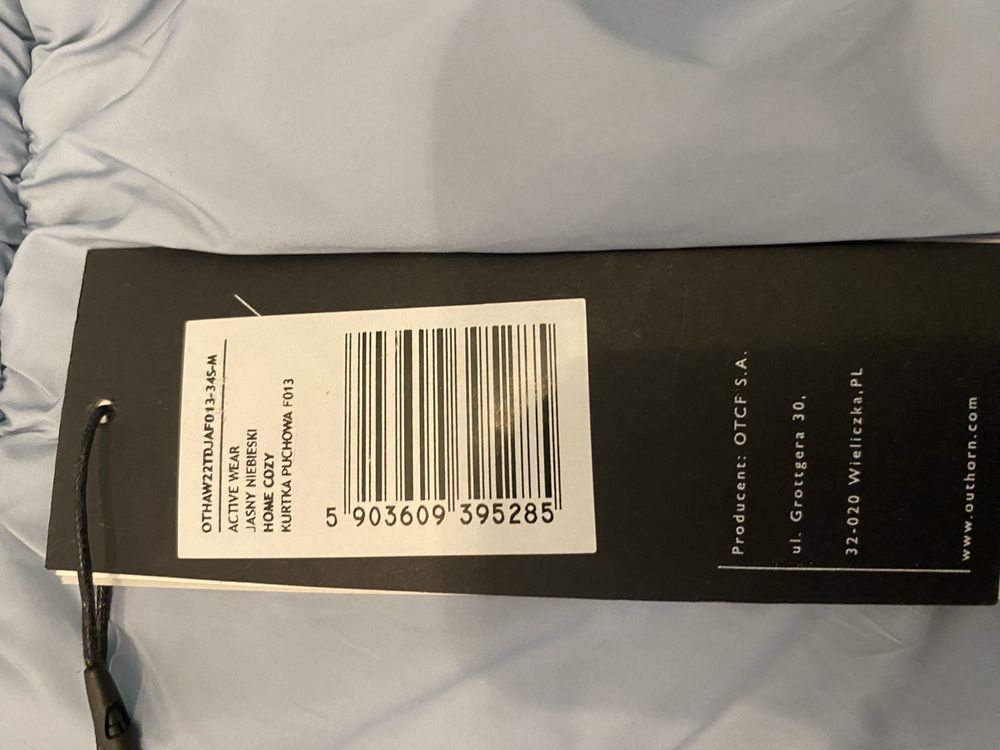 OTHAW22TDJAF013-34S-M
ACTIVE WEAR
JASNY NIEBIESKI
HOME COZY
KURTKA PUCHOWA F013
5 903609 395285
Producent: OTCF S.A.
ul. Grottgera 30,
32-020 Wieliczka,PL
www.outhorn.com